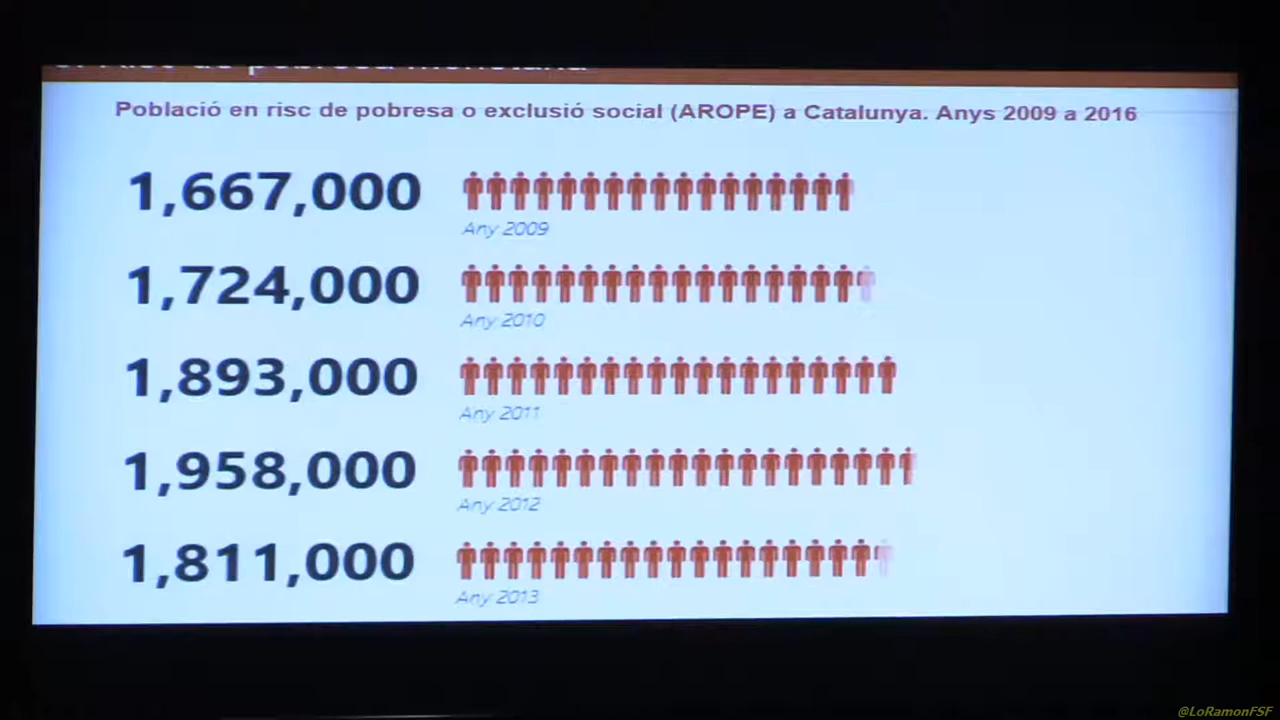 Població en risc de pobresa o exclusió social (AROPE) a Catalunya. Anys 2009 a 2016
1,667,000
Any 2009
1,724,000
Any 2010
1,893,000
Any 2011
1,958,000
Any 2012
1,811,000
Any 2013
@LoRamonFSF